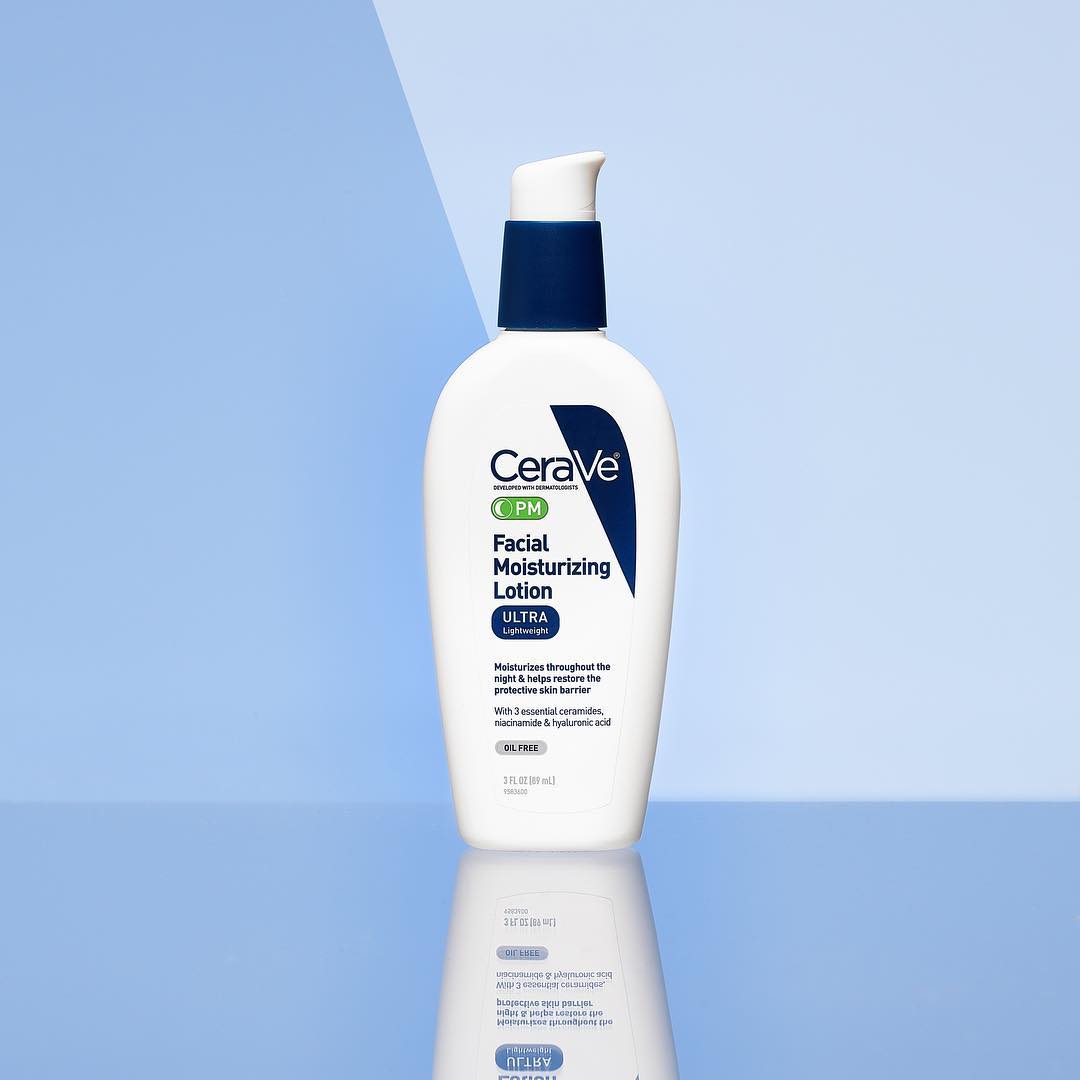 CeraVe®
DEVELOPED WITH DERMATOLOGISTS
PM
Facial
Moisturizing
Lotion
ULTRA
Lightweight
Moisturizes throughout the
night & helps restore the
protective skin barrier
With 3 essential ceramides,
niacinamide & hyaluronic acid
OIL FREE
3 FL OZ (89 mL)
9583600